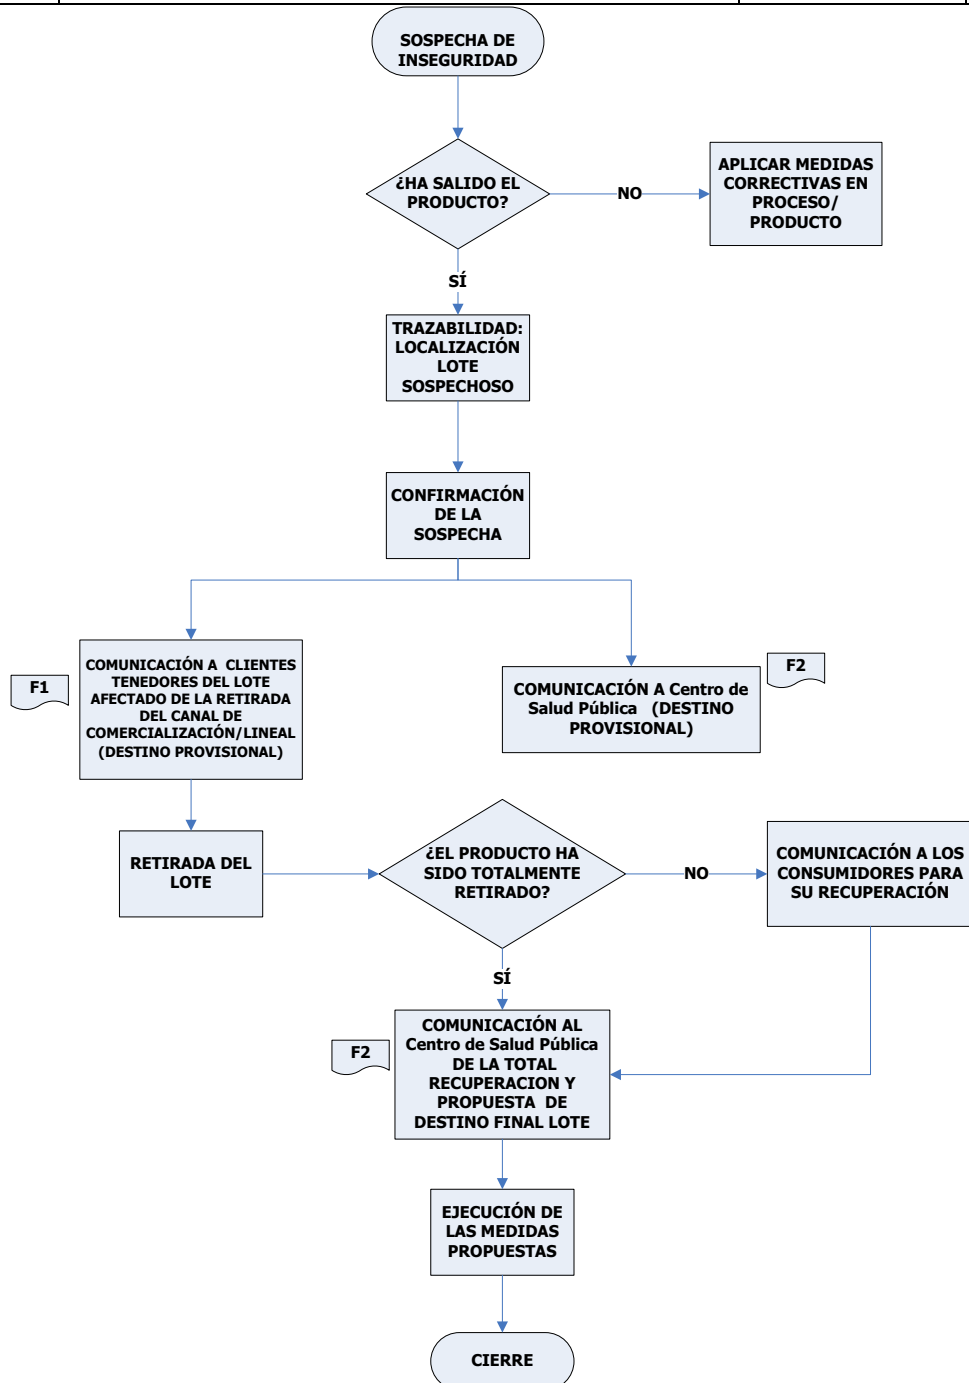 SOSPECHA DE
INSEGURIDAD
¿HA SALIDO EL
PRODUCTO?
NO
APLICAR MEDIDAS
CORRECTIVAS EN
PROCESO/
PRODUCTO
SÍ
TRAZABILIDAD:
LOCALIZACIÓN
LOTE
SOSPECHOSO
CONFIRMACIÓN
DE LA
SOSPECHA
F1
COMUNICACIÓN A CLIENTES
TENEDORES DEL LOTE
AFECTADO DE LA RETIRADA
DEL CANAL DE
COMERCIALIZACIÓN/LINEAL
(DESTINO PROVISIONAL)
COMUNICACIÓN A Centro de
Salud Pública (DESTINO
PROVISIONAL)
F2
RETIRADA DEL
LOTE
¿EL PRODUCTO HA
SIDO TOTALMENTE
RETIRADO?
NO
COMUNICACIÓN A LOS
CONSUMIDORES PARA
SU RECUPERACIÓN
SÍ
F2
COMUNICACIÓN AL
Centro de Salud Pública
DE LA TOTAL
RECUPERACION Y
PROPUESTA DE
DESTINO FINAL LOTE
EJECUCIÓN DE
LAS MEDIDAS
PROPUESTAS
CIERRE